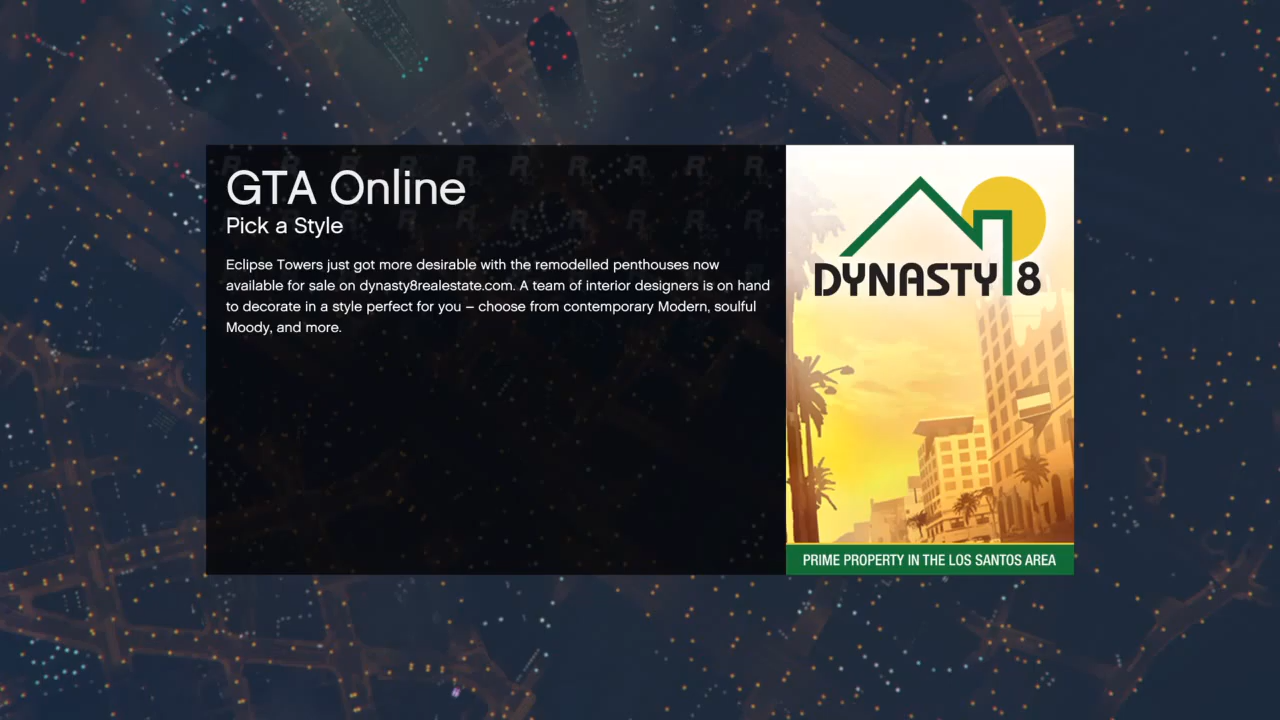 GTA Online
Pick a Style
Eclipse Towers just got more desirable with the remodelled penthouses now
available for sale on dynasty8realestate.com. A team of interior designers is on hand
to decorate in a style perfect for you – choose from contemporary Modern, soulful
Moody, and more.
DYNASTY 8
PRIME PROPERTY IN THE LOS SANTOS AREA